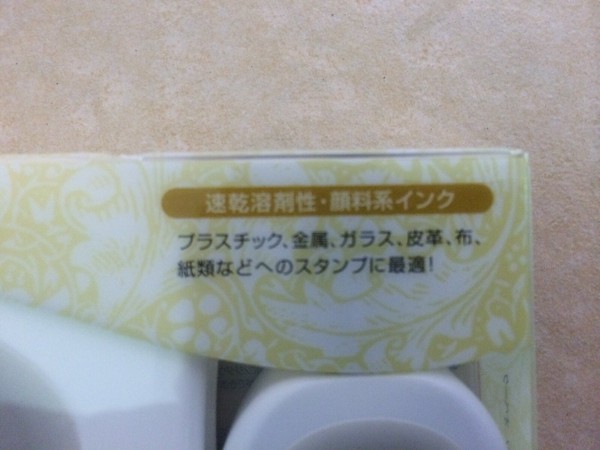 速乾溶剤性・顔料系インク
プラスチック、金属、ガラス、皮革、布、
紙類などへのスタンプに最適!